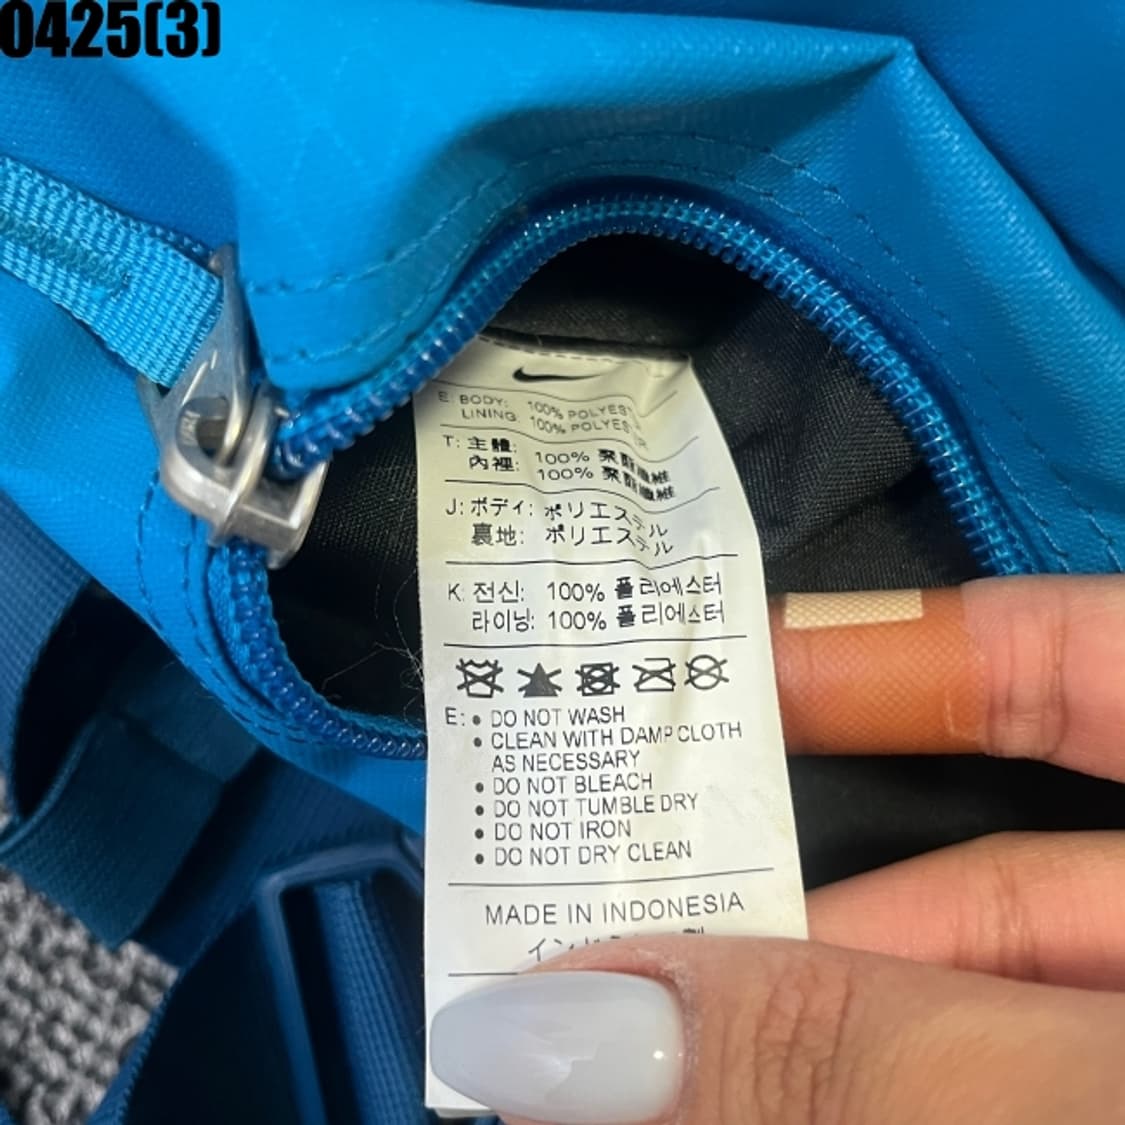 0425(3)
E BODY: 100% POLYESTER
LINING: 100% POLYESTER
T: 主體: 100% 聚酯纖維
內裡: 100% 聚酯纖維
J: ボディ: ポリエステル
裏地: ポリエステル
K: 전신: 100% 폴리에스터
라이닝: 100% 폴리에스터
E: • DO NOT WASH
• CLEAN WITH DAMP CLOTH
AS NECESSARY
• DO NOT BLEACH
• DO NOT TUMBLE DRY
• DO NOT IRON
• DO NOT DRY CLEAN
MADE IN INDONESIA